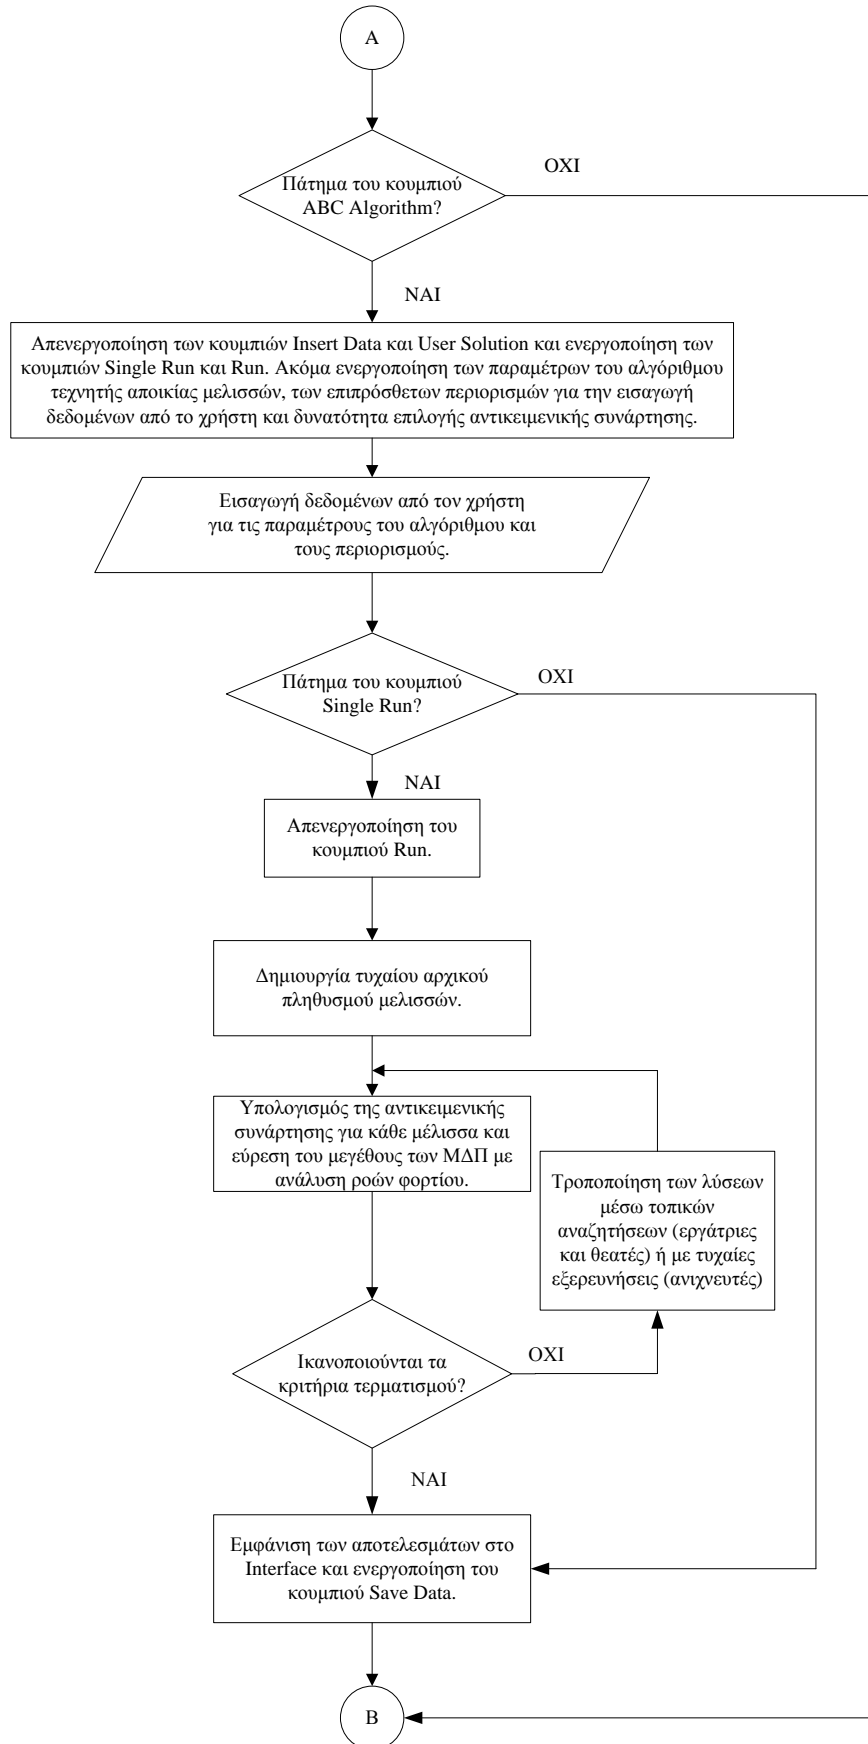 A
Πάτημα του κουμπιού
ABC Algorithm?
ΟΧΙ
ΝΑΙ
Απενεργοποίηση των κουμπιών Insert Data και User Solution και ενεργοποίηση των
κουμπιών Single Run και Run. Ακόμα ενεργοποίηση των παραμέτρων του αλγόριθμου
τεχνητής αποικίας μελισσών, των επιπρόσθετων περιορισμών για την εισαγωγή
δεδομένων από το χρήστη και δυνατότητα επιλογής αντικειμενικής συνάρτησης.
Εισαγωγή δεδομένων από τον χρήστη
για τις παραμέτρους του αλγόριθμου και
τους περιορισμούς.
Πάτημα του κουμπιού
Single Run?
ΟΧΙ
ΝΑΙ
Απενεργοποίηση του
κουμπιού Run.
Δημιουργία τυχαίου αρχικού
πληθυσμού μελισσών.
Υπολογισμός της αντικειμενικής
συνάρτησης για κάθε μέλισσα και
εύρεση του μεγέθους των ΜΔΠ με
ανάλυση ροών φορτίου.
Τροποποίηση των λύσεων
μέσω τοπικών
αναζητήσεων (εργάτριες
και θεατές) ή με τυχαίες
εξερευνήσεις (ανιχνευτές)
Ικανοποιούνται τα
κριτήρια τερματισμού?
ΟΧΙ
ΝΑΙ
Εμφάνιση των αποτελεσμάτων στο
Interface και ενεργοποίηση του
κουμπιού Save Data.
B